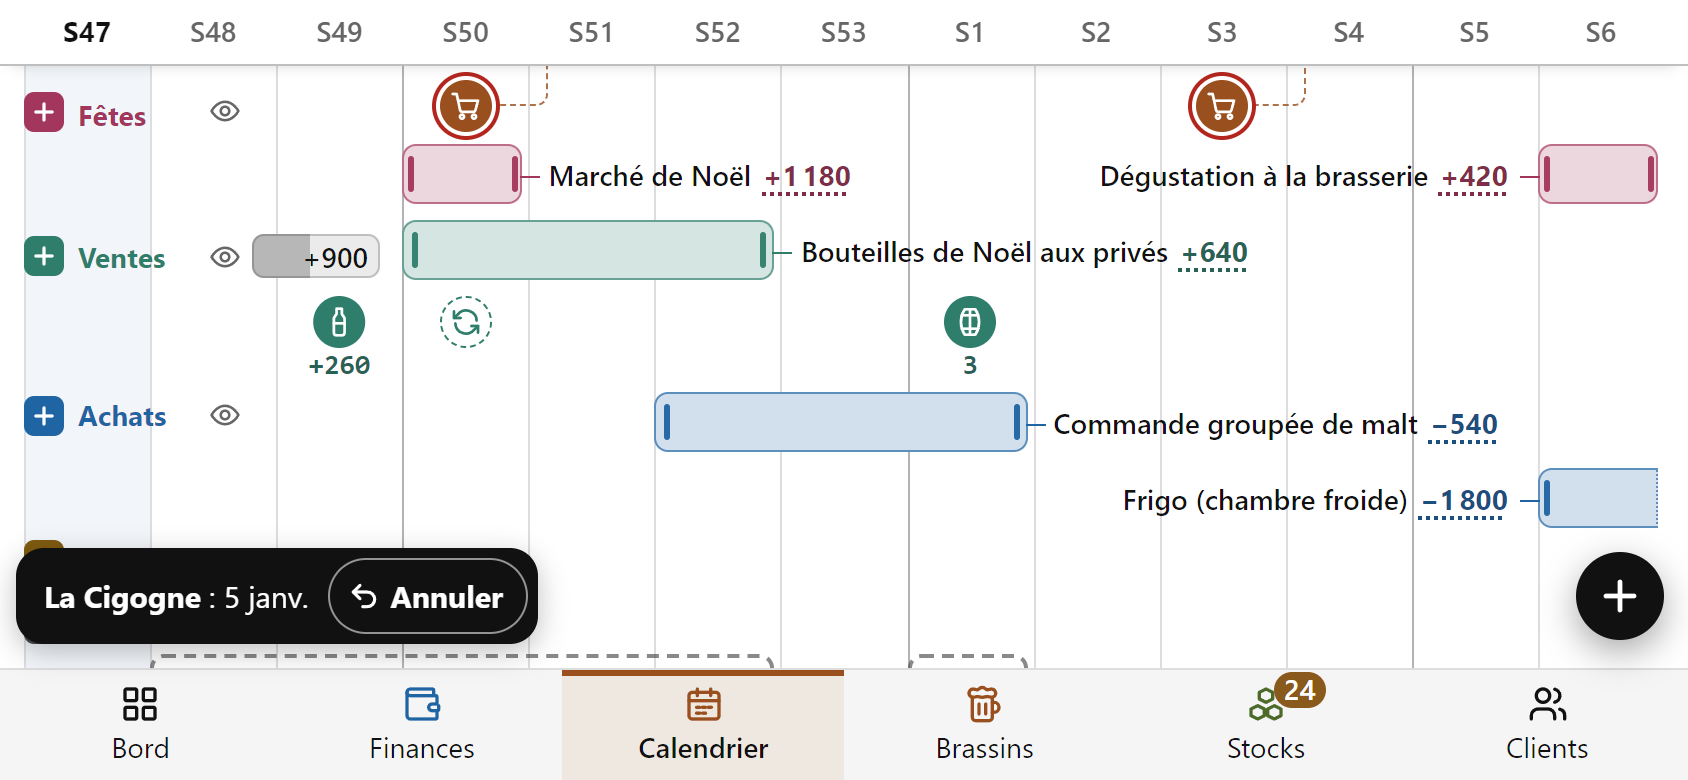 S47 S48 S49 S50 S51 S52 S53 S1 S2 S3 S4 S5 S6
Fêtes
Marché de Noël +1 180
Dégustation à la brasserie +420
Ventes
+900
Bouteilles de Noël aux privés +640
+260
3
Achats
Commande groupée de malt −540
Frigo (chambre froide) −1 800
La Cigogne : 5 janv. Annuler
Bord Finances Calendrier Brassins Stocks 24 Clients